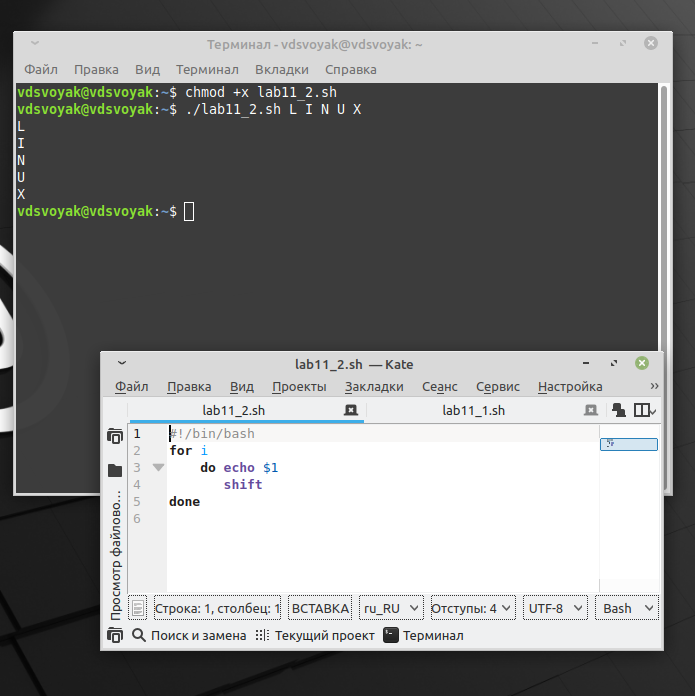 Терминал - vdsvoyak@vdsvoyak: ~
Файл Правка Вид Терминал Вкладки Справка
vdsvoyak@vdsvoyak:~$ chmod +x lab11_2.sh
vdsvoyak@vdsvoyak:~$ ./lab11_2.sh L I N U X
L
I
N
U
X
vdsvoyak@vdsvoyak:~$
lab11_2.sh — Kate
Файл Правка Вид Проекты Закладки Сеанс Сервис Настройка »
lab11_2.sh lab11_1.sh
1 #!/bin/bash
2 for i
3 do echo $1
4 shift
5 done
6
Просмотр файлово...
Строка: 1, столбец: 1 ВСТАВКА ru_RU Отступы: 4 UTF-8 Bash
Поиск и замена Текущий проект Терминал